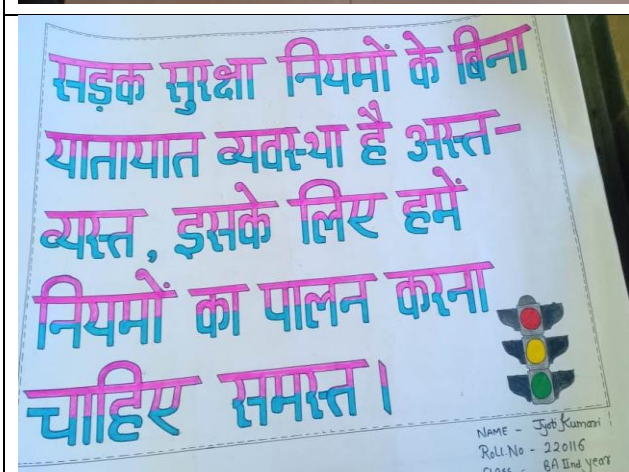 सड़क सुरक्षा नियमों के बिना
यातायात व्यवस्था है अस्त-
व्यस्त, इसके लिए हमें
नियमों का पालन करना
चाहिए समस्त।
NAME - Jyoti Kumari
Roll No - 220116
CLASS - BA IInd year